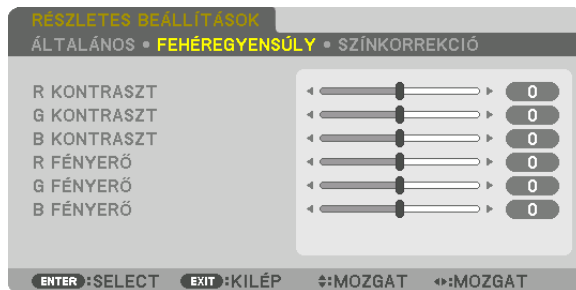 RÉSZLETES BEÁLLÍTÁSOK
ÁLTALÁNOS • FEHÉREGYENSÚLY • SZÍNKORREKCIÓ
R KONTRASZT 0
G KONTRASZT 0
B KONTRASZT 0
R FÉNYERŐ 0
G FÉNYERŐ 0
B FÉNYERŐ 0
ENTER :SELECT EXIT :KILÉP :MOZGAT :MOZGAT